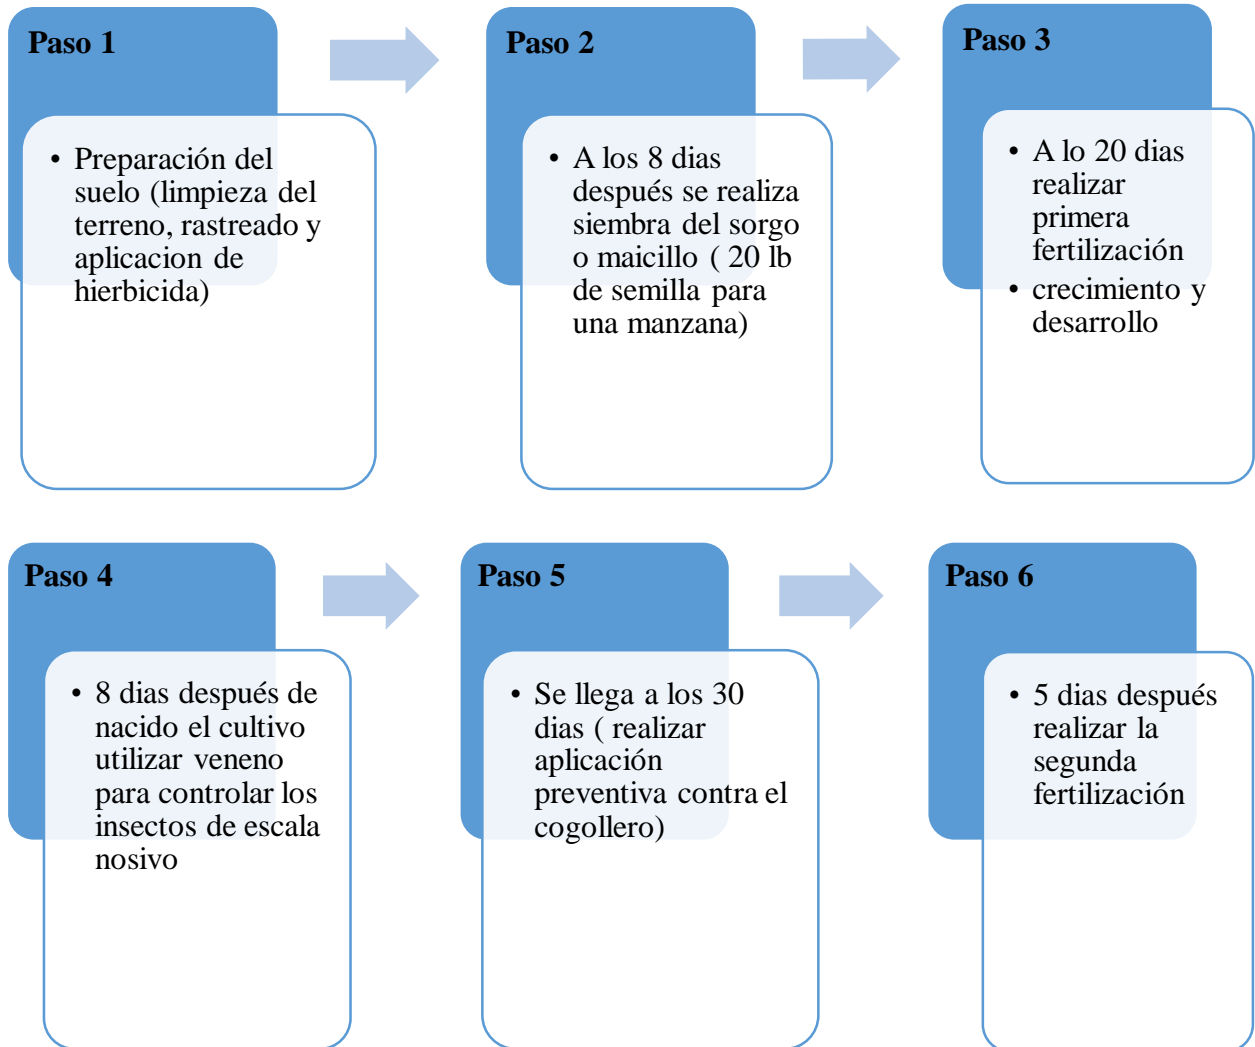 Paso 1
• Preparación del
suelo (limpieza del
terreno, rastreado y
aplicacion de
hierbicida)
Paso 2
• A los 8 dias
después se realiza
siembra del sorgo
o maicillo ( 20 lb
de semilla para
una manzana)
Paso 3
• A lo 20 dias
realizar
primera
fertilización
• crecimiento y
desarrollo
Paso 4
• 8 dias después de
nacido el cultivo
utilizar veneno
para controlar los
insectos de escala
nosivo
Paso 5
• Se llega a los 30
dias ( realizar
aplicación
preventiva contra el
cogollero)
Paso 6
• 5 dias después
realizar la
segunda
fertilización